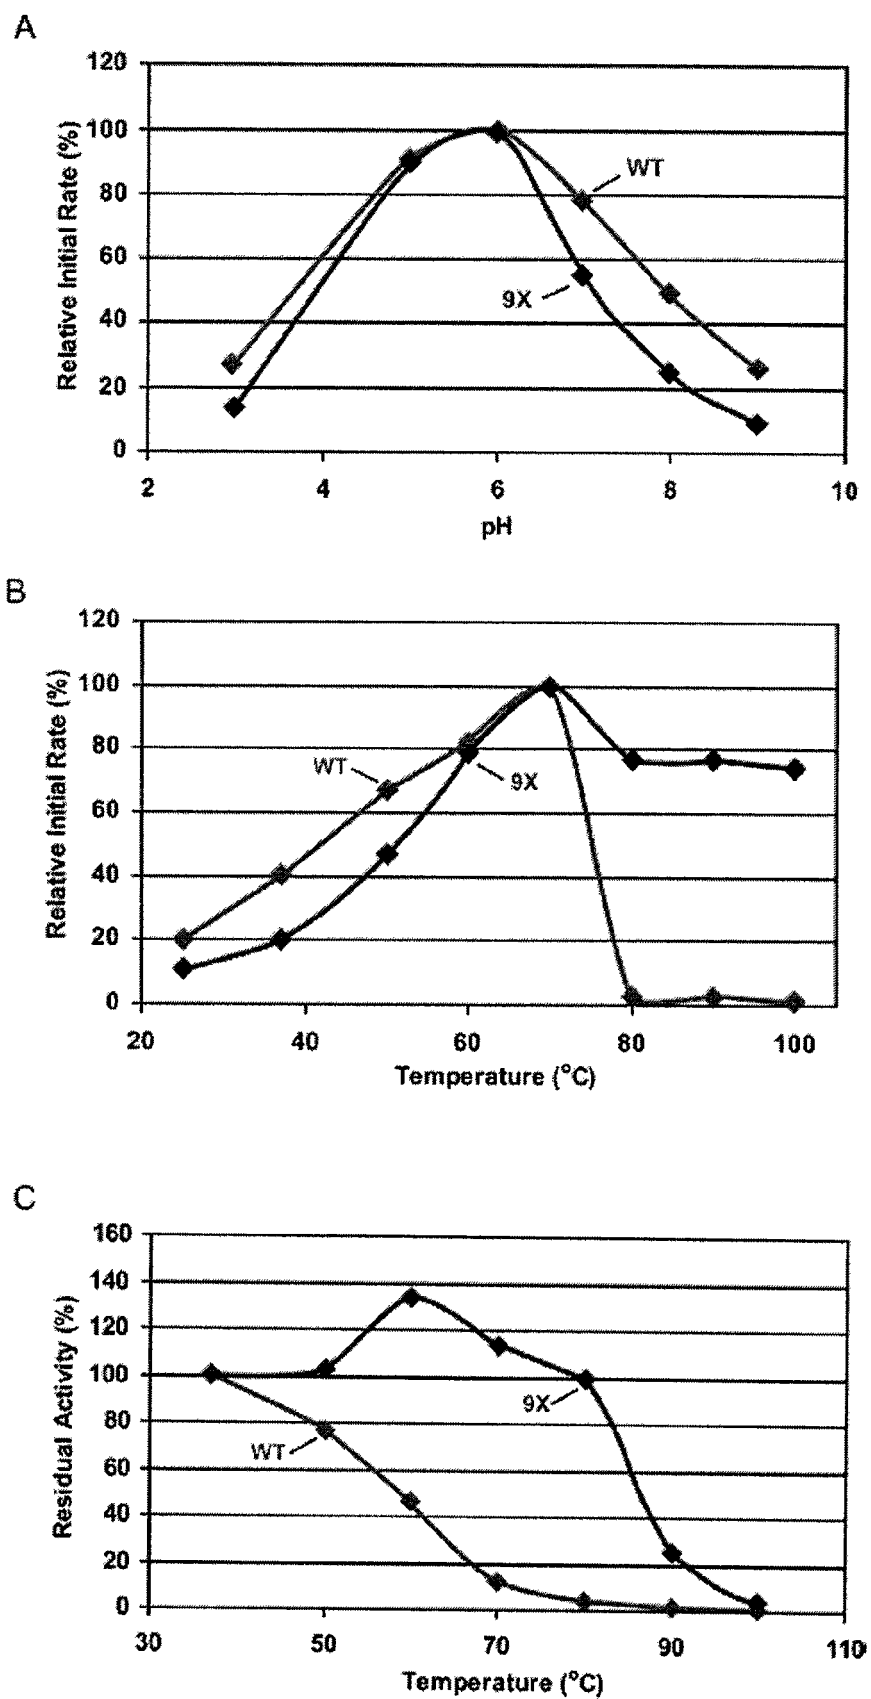 A
120
100
80
60
40
20
0
Relative Initial Rate (%)
WT
9X
2 4 6 8 10
pH
B
120
100
80
60
40
20
0
Relative Initial Rate (%)
WT
9X
20 40 60 80 100
Temperature (°C)
C
160
140
120
100
80
60
40
20
0
Residual Activity (%)
9X
WT
30 50 70 90 110
Temperature (°C)